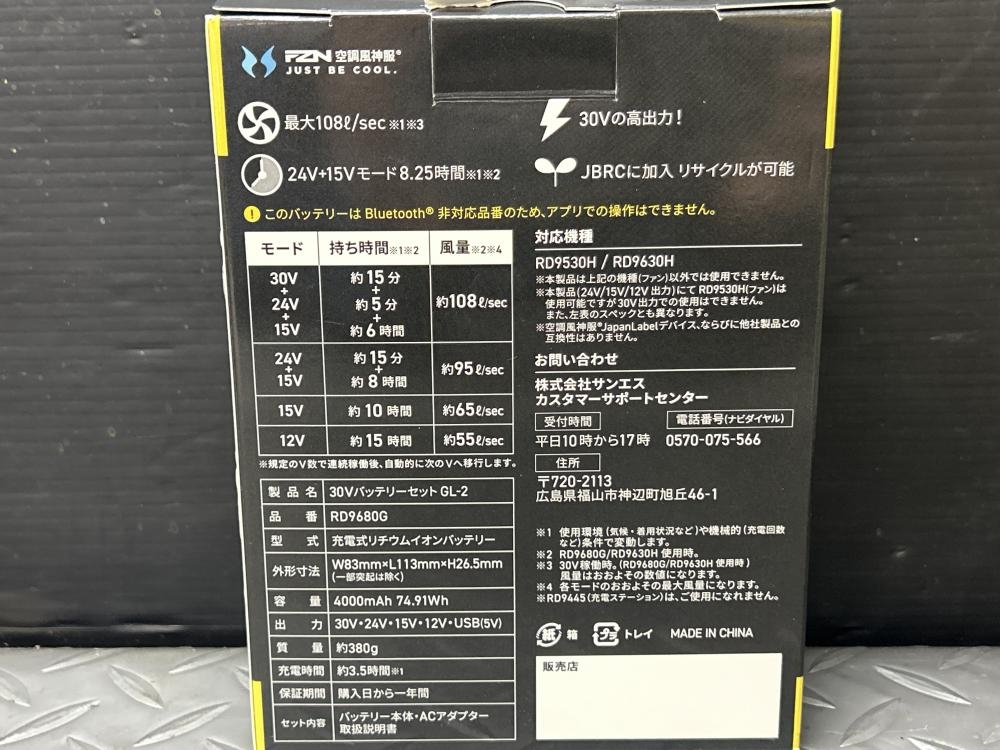 FZN 空調風神服®
JUST BE COOL.
最大108ℓ/sec ※1※3
30Vの高出力！
24V+15Vモード8.25時間※1※2
JBRCに加入 リサイクルが可能
! このバッテリーは Bluetooth® 非対応品番のため、アプリでの操作はできません。
モード 持ち時間※1※2 風量※2※4
30V + 24V + 15V 約15分 + 約5分 + 約6時間 約108ℓ/sec
24V + 15V 約15分 + 約8時間 約95ℓ/sec
15V 約10時間 約65ℓ/sec
12V 約15時間 約55ℓ/sec
※規定のV数で連続稼働後、自動的に次のVへ移行します。
製品名 30Vバッテリーセット GL-2
品番 RD9680G
型式 充電式リチウムイオンバッテリー
外形寸法 W83mm×L113mm×H26.5mm
(一部突起は除く)
容量 4000mAh 74.91Wh
出力 30V・24V・15V・12V・USB(5V)
質量 約380g
充電時間 約3.5時間※1
保証期間 購入日から一年間
セット内容 バッテリー本体・ACアダプター
取扱説明書
対応機種
RD9530H / RD9630H
※本製品は上記の機種(ファン)以外では使用できません。
※本製品(24V/15V/12V出力)にて RD9530H(ファン)は
使用可能ですが30V出力での使用はできません。
また、左表のスペックとも異なります。
※空調風神服®JapanLabelデバイス、ならびに他社製品との
互換性はありません。
お問い合わせ
株式会社サンエス
カスタマーサポートセンター
受付時間 電話番号(ナビダイヤル)
平日10時から17時 0570-075-566
住所
〒720-2113
広島県福山市神辺町旭丘46-1
※1 使用環境(気候・着用状況など)や機械的(充電回数
など)条件で変動します。
※2 RD9680G/RD9630H 使用時。
※3 30V稼働時。(RD9680G/RD9630H 使用時)
風量はおおよその数値になります。
※4 各モードのおおよその最大風量になります。
※RD9445(充電ステーション)は、ご使用になれません。
紙 箱 プラ トレイ MADE IN CHINA
販売店